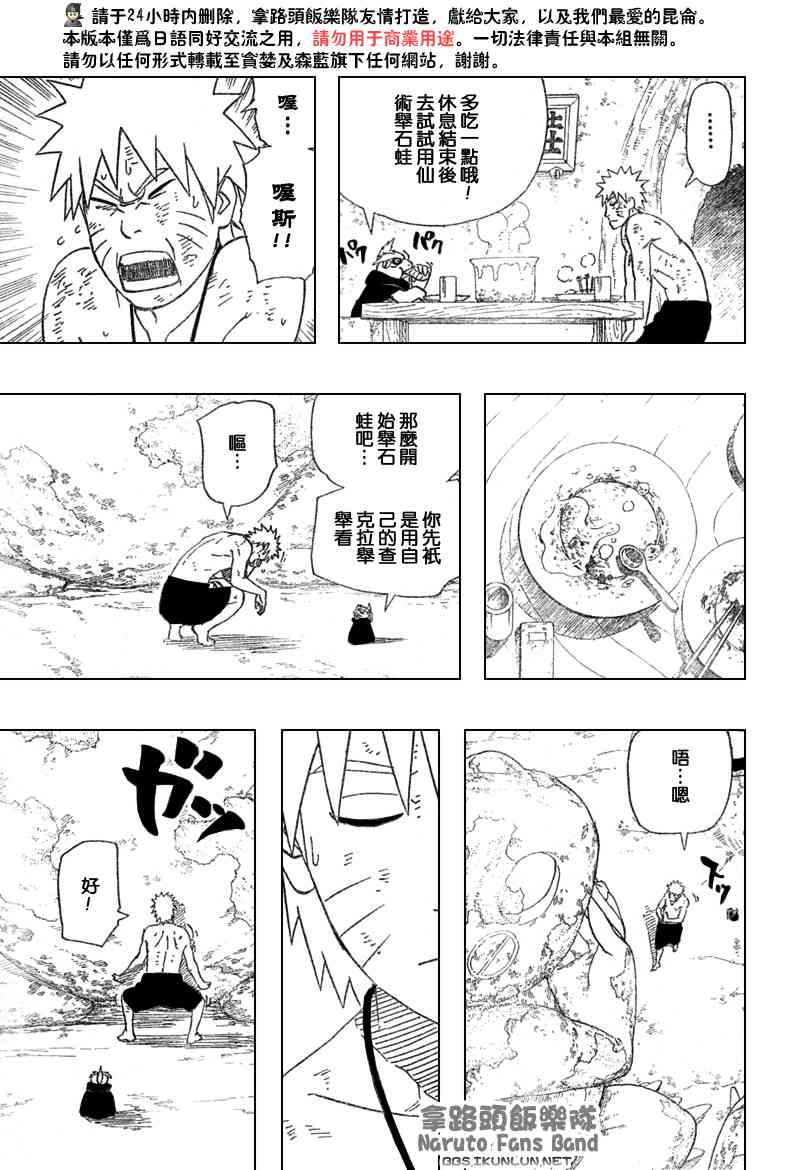 請于24小時内删除，拿路頭飯樂隊友情打造，獻給大家，以及我們最愛的昆侖。
本版本僅爲日語同好交流之用，請勿用于商業用途。一切法律責任與本組無關。
請勿以任何形式轉載至貪婪及森藍旗下任何網站，謝謝。
……
多吃一點哦！
休息結束後
去試試用仙
術舉石蛙
パク
パク
喔…
喔斯!!
那麼開
始舉石
蛙吧…
你先衹
是用自
己的查
克拉舉
舉看
嘔…
唔…嗯
スッ
ガッ
好！
拿路頭飯樂隊
Naruto Fans Band
BBS.IKUNLUN.NET